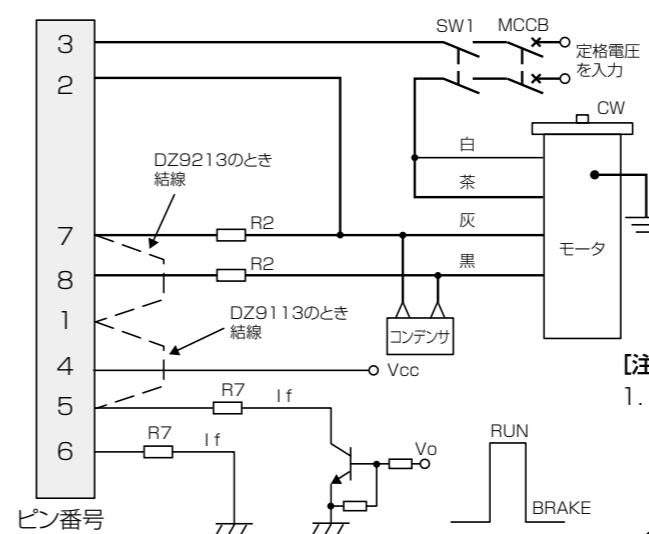 3
2
7
8
1
4
5
6
ピン番号
SW1
MCCB
定格電圧
を入力
CW
白
茶
灰
黒
モータ
DZ9213のとき
結線
R2
R2
DZ9113のとき
結線
コンデンサ
Vcc
R7
If
R7
If
Vo
RUN
BRAKE
[注
1.